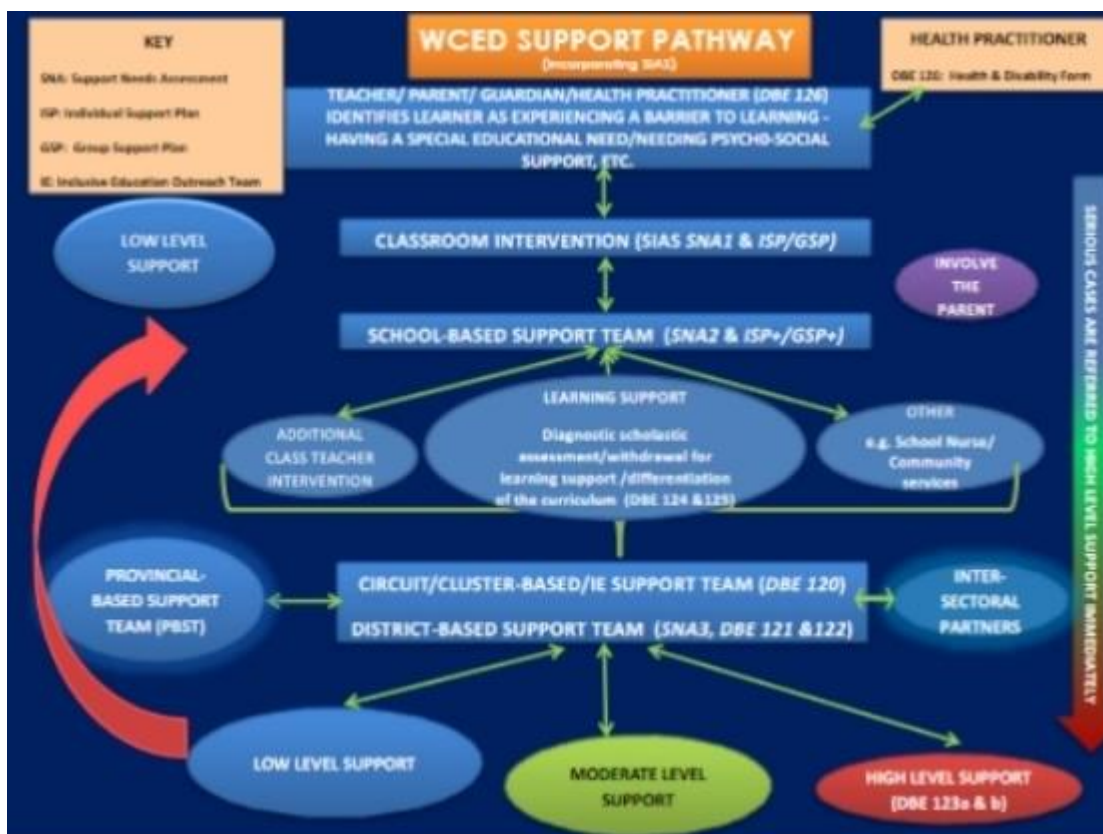 KEY
SNA: Support Needs Assessment
ISP: Individual Support Plan
GSP: Group Support Plan
IE: Inclusive Education Outreach Team
WCED SUPPORT PATHWAY
(Incorporating SIAS)
HEALTH PRACTITIONER
DBE 126: Health & Disability Form
TEACHER/ PARENT/ GUARDIAN/HEALTH PRACTITIONER (DBE 126)
IDENTIFIES LEARNER AS EXPERIENCING A BARRIER TO LEARNING -
HAVING A SPECIAL EDUCATIONAL NEED/NEEDING PSYCHO-SOCIAL
SUPPORT, ETC.
LOW LEVEL
SUPPORT
CLASSROOM INTERVENTION (SIAS SNA1 & ISP/GSP)
INVOLVE
THE
PARENT
SCHOOL-BASED SUPPORT TEAM (SNA2 & ISP+/GSP+)
SERIOUS CASES ARE REFERRED TO HIGH LEVEL SUPPORT IMMEDIATELY
ADDITIONAL
CLASS TEACHER
INTERVENTION
LEARNING SUPPORT
Diagnostic scholastic
assessment/withdrawal for
learning support /differentiation
of the curriculum (DBE 124 &125)
OTHER
e.g. School Nurse/
Community
services
PROVINCIAL-
BASED SUPPORT
TEAM (PBST)
CIRCUIT/CLUSTER-BASED/IE SUPPORT TEAM (DBE 120)
DISTRICT-BASED SUPPORT TEAM (SNA3, DBE 121 &122)
INTER-
SECTORAL
PARTNERS
LOW LEVEL SUPPORT
MODERATE LEVEL
SUPPORT
HIGH LEVEL SUPPORT
(DBE 123a & b)